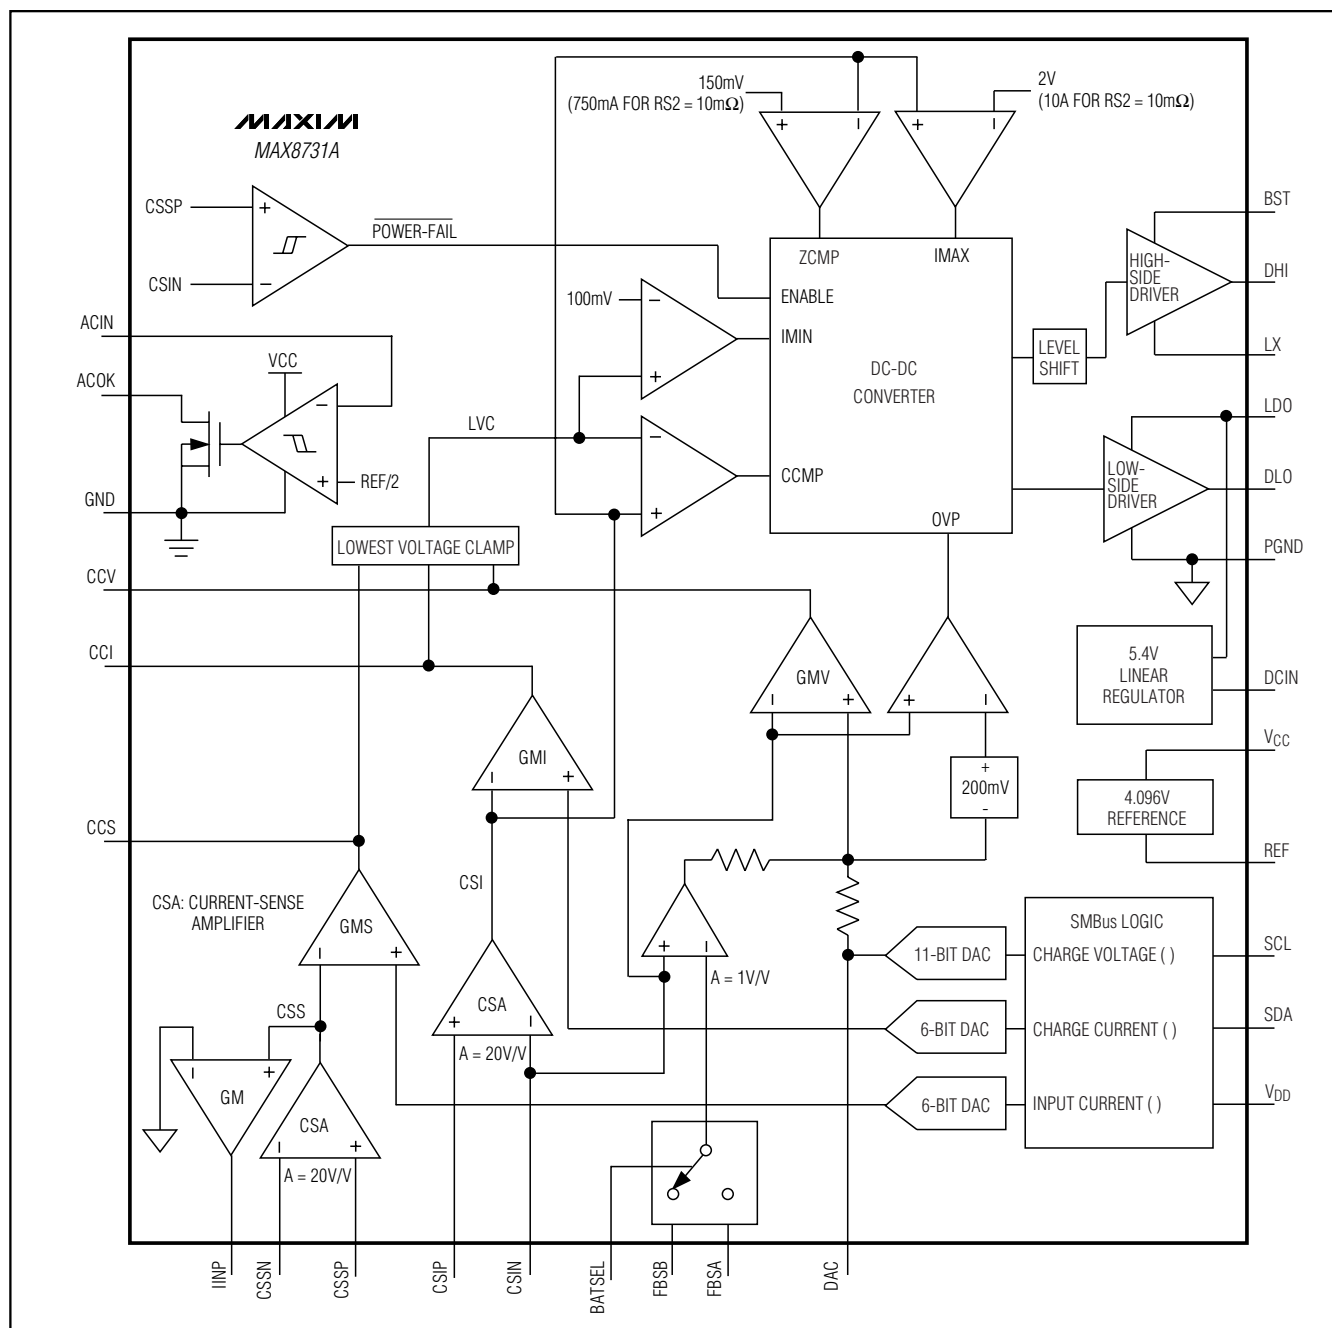 MAXIM
MAX8731A
150mV
(750mA FOR RS2 = 10mΩ)
2V
(10A FOR RS2 = 10mΩ)
CSSP
+
CSIN
−
POWER-FAIL
+
−
+
−
ZCMP
IMAX
ENABLE
IMIN
CCMP
OVP
DC-DC
CONVERTER
100mV
−
+
−
+
LVC
LEVEL
SHIFT
HIGH-
SIDE
DRIVER
BST
DHI
LX
LDO
LOW-
SIDE
DRIVER
DLO
PGND
ACIN
ACOK
VCC
−
+
REF/2
GND
LOWEST VOLTAGE CLAMP
CCV
CCI
CCS
GMV
−
+
+
−
GMI
−
+
+
200mV
-
5.4V
LINEAR
REGULATOR
DCIN
VCC
4.096V
REFERENCE
REF
CSA: CURRENT-SENSE
AMPLIFIER
GMS
−
+
CSI
CSS
CSA
+
−
A = 20V/V
+
−
A = 1V/V
11-BIT DAC
6-BIT DAC
6-BIT DAC
SMBus LOGIC
CHARGE VOLTAGE ( )
CHARGE CURRENT ( )
INPUT CURRENT ( )
SCL
SDA
VDD
−
+
GM
CSA
−
+
A = 20V/V
IINP
CSSN
CSSP
CSIP
CSIN
BATSEL
FBSB
FBSA
DAC